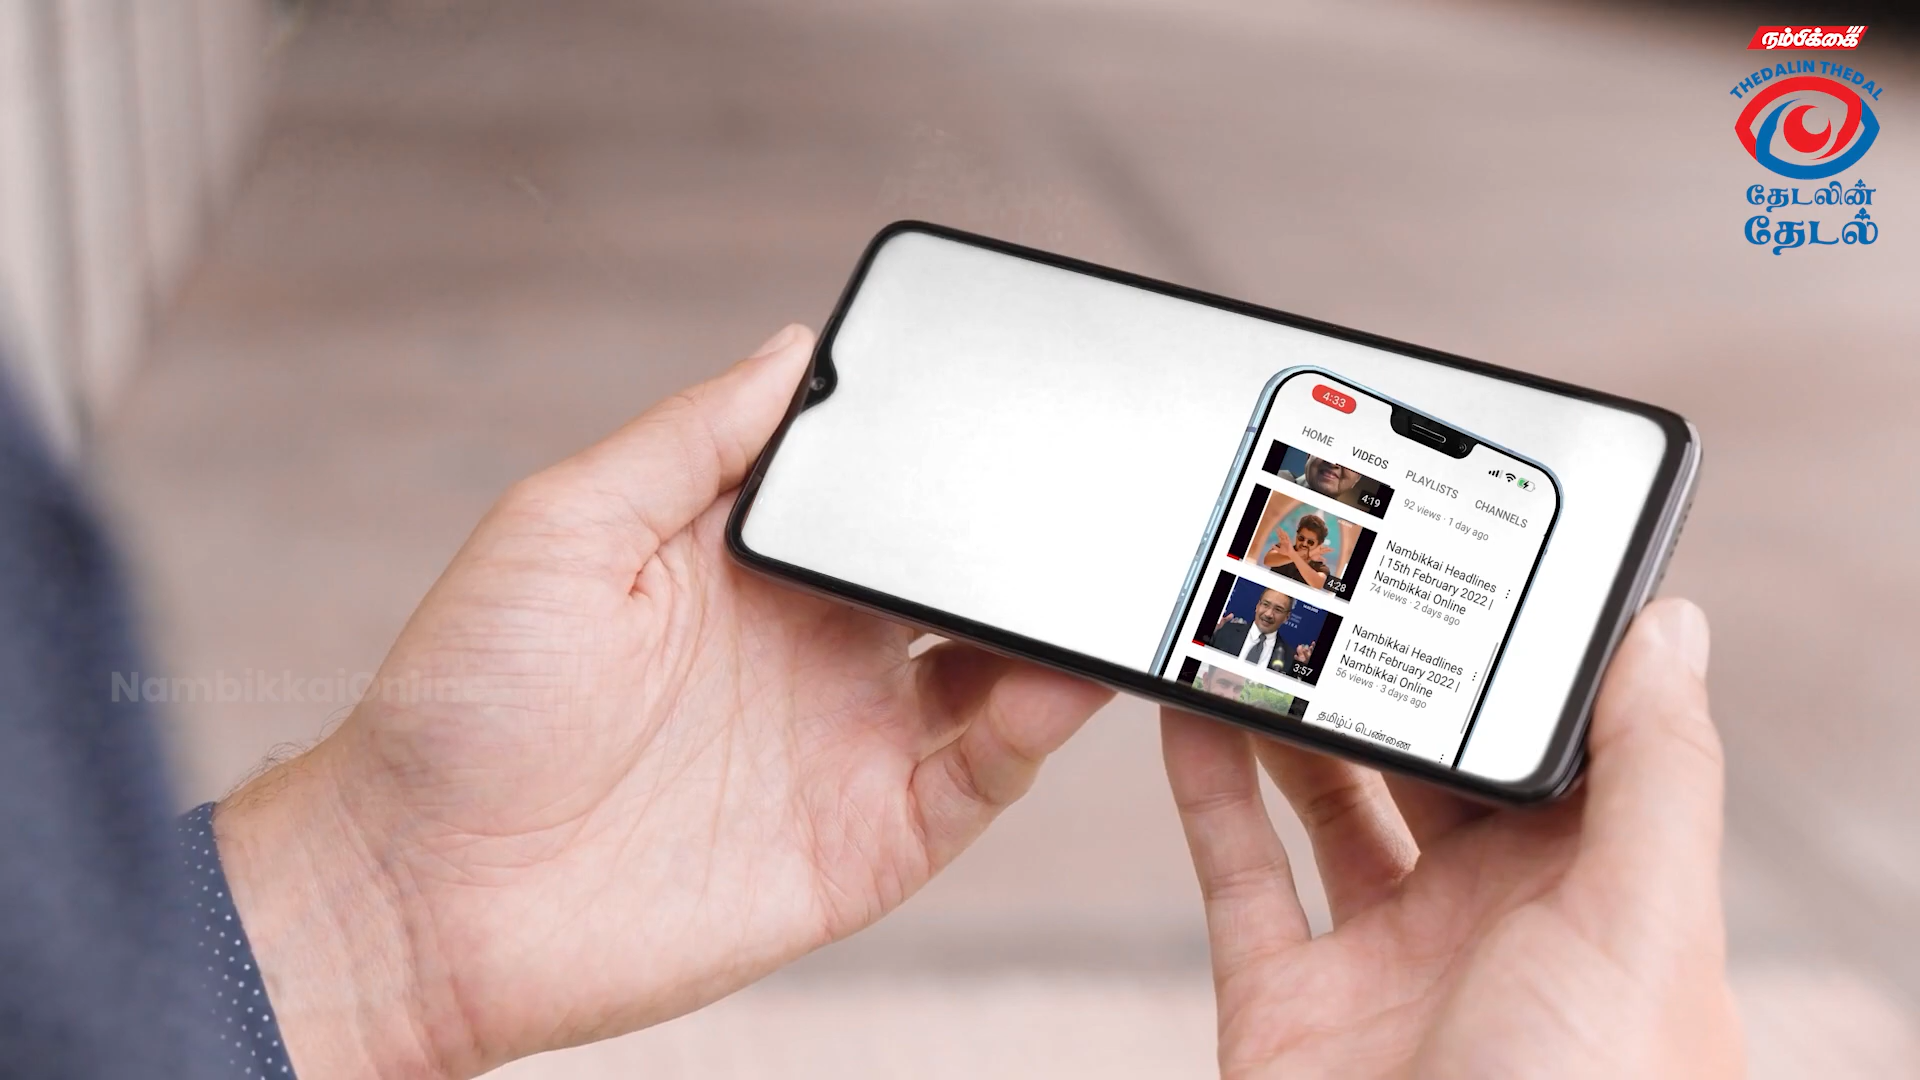 நம்பிக்கை
THEDALIN THEDAL
தேடலின்
தேடல்
4:33
HOME
VIDEOS
PLAYLISTS
CHANNELS
4:19
92 views · 1 day ago
4:28
Nambikkai Headlines
| 15th February 2022 |
Nambikkai Online
74 views · 2 days ago
3:57
Nambikkai Headlines
| 14th February 2022 |
Nambikkai Online
56 views · 3 days ago
தமிழ்ப் பெண்ணை
NambikkaiOnline